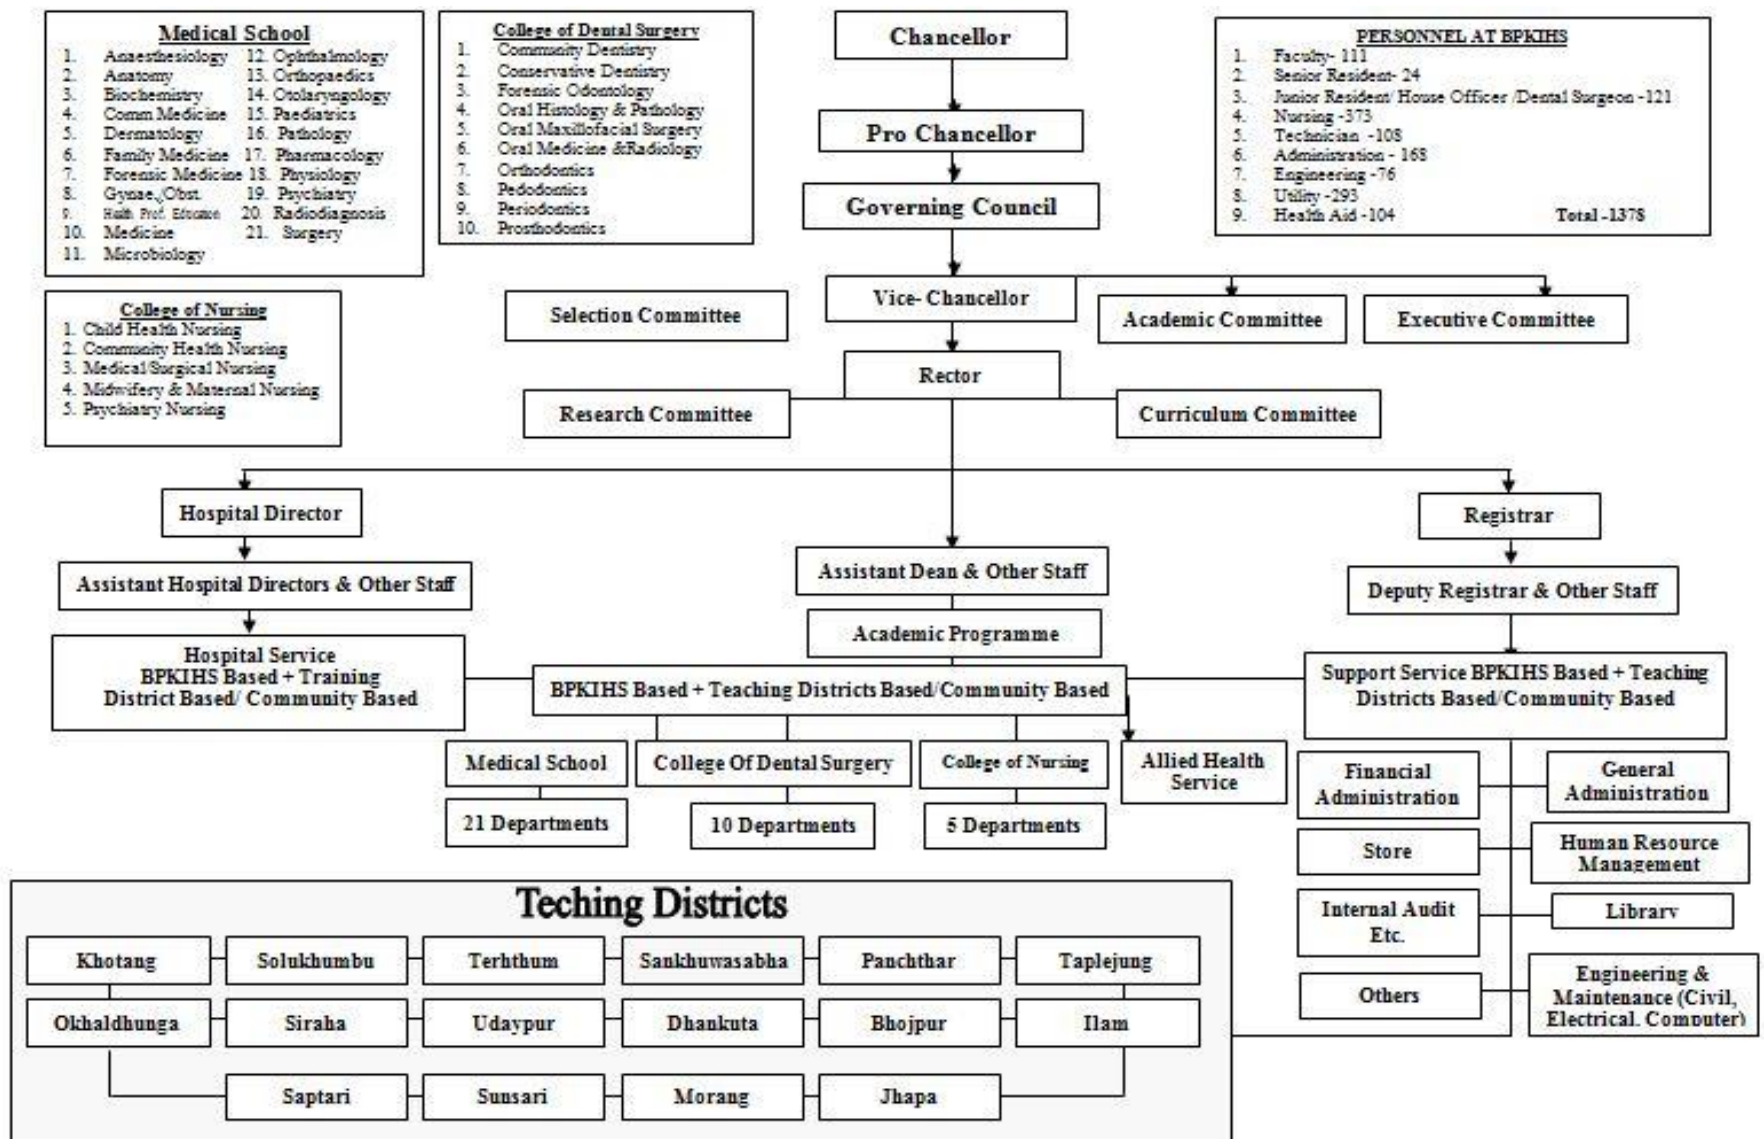 Medical School
1. Anaesthesiology 12. Ophthalmology
2. Anatomy 13. Orthopaedics
3. Biochemistry 14. Otolaryngology
4. Comm Medicine 15. Paediatrics
5. Dermatology 16. Pathology
6. Family Medicine 17. Pharmacology
7. Forensic Medicine 18. Physiology
8. Gynae,/Obst. 19. Psychiatry
9. Health Prof. Education 20. Radiodiagnosis
10. Medicine 21. Surgery
11. Microbiology
College of Dental Surgery
1. Community Dentistry
2. Conservative Dentistry
3. Forensic Odontology
4. Oral Histology & Pathology
5. Oral Maxillofacial Surgery
6. Oral Medicine &Radiology
7. Orthodontics
8. Pedodontics
9. Periodontics
10. Prosthodontics
Chancellor
Pro Chancellor
Governing Council
PERSONNEL AT BPKIHS
1. Faculty- 111
2. Senior Resident- 24
3. Junior Resident/ House Officer /Dental Surgeon -121
4. Nursing -373
5. Technician -108
6. Administration - 168
7. Engineering -76
8. Utility -293
9. Health Aid -104 Total -1378
College of Nursing
1. Child Health Nursing
2. Community Health Nursing
3. Medical/Surgical Nursing
4. Midwifery & Maternal Nursing
5. Psychiatry Nursing
Selection Committee
Vice- Chancellor
Academic Committee
Executive Committee
Rector
Research Committee
Curriculum Committee
Hospital Director
Registrar
Assistant Hospital Directors & Other Staff
Assistant Dean & Other Staff
Deputy Registrar & Other Staff
Academic Programme
Hospital Service
BPKIHS Based + Training
District Based/ Community Based
BPKIHS Based + Teaching Districts Based/Community Based
Support Service BPKIHS Based + Teaching
Districts Based/Community Based
Medical School
College Of Dental Surgery
College of Nursing
Allied Health
Service
21 Departments
10 Departments
5 Departments
Financial
Administration
General
Administration
Store
Human Resource
Management
Internal Audit
Etc.
Library
Others
Engineering &
Maintenance (Civil,
Electrical, Computer)
Teching Districts
Khotang
Solukhumbu
Terhthum
Sankhuwasabha
Panchthar
Taplejung
Okhaldhunga
Siraha
Udaypur
Dhankuta
Bhojpur
Ilam
Saptari
Sunsari
Morang
Jhapa